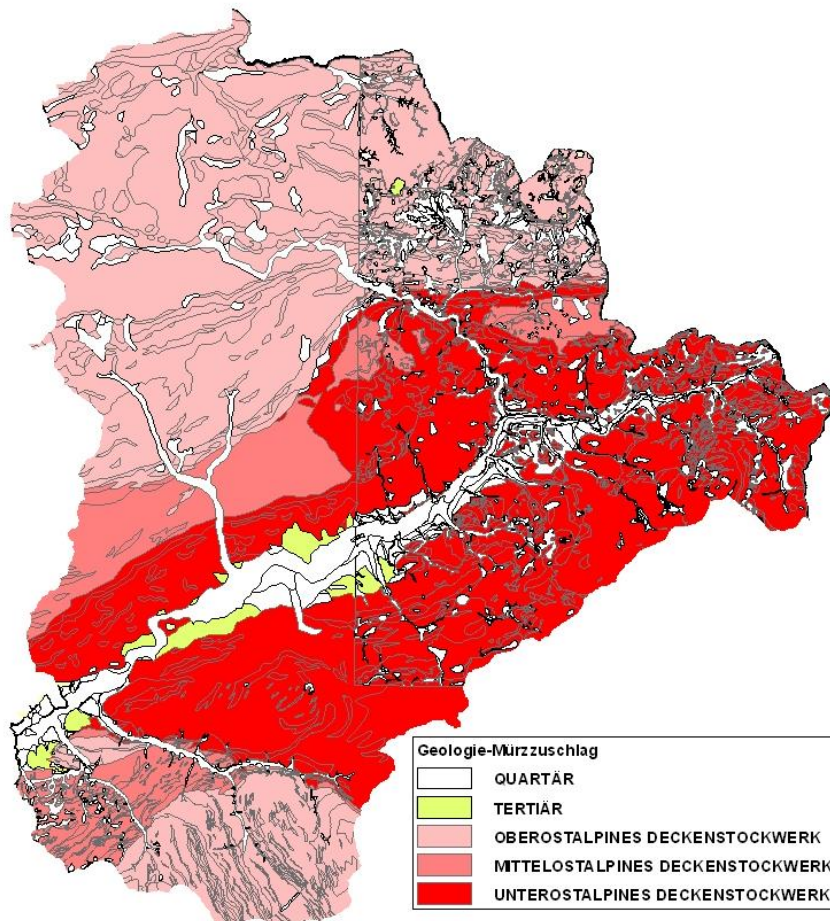 Geologie-Mürzzuschlag
QUARTÄR
TERTIÄR
OBEROSTALPINES DECKENSTOCKWERK
MITTELOSTALPINES DECKENSTOCKWERK
UNTEROSTALPINES DECKENSTOCKWERK